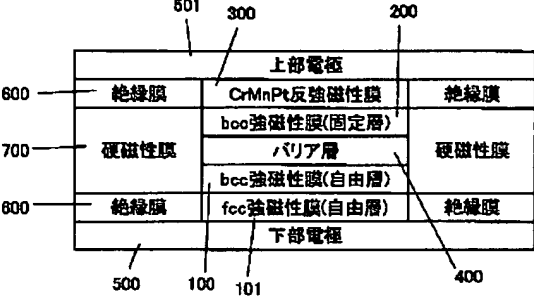 501 300 200
上部電極
600 絶縁膜 CrMnPt反強磁性膜 絶縁膜
bcc強磁性膜(固定層)
700 硬磁性膜 バリア層 硬磁性膜
bcc強磁性膜(自由層)
600 絶縁膜 fcc強磁性膜(自由層) 絶縁膜
下部電極
500 100 101 400